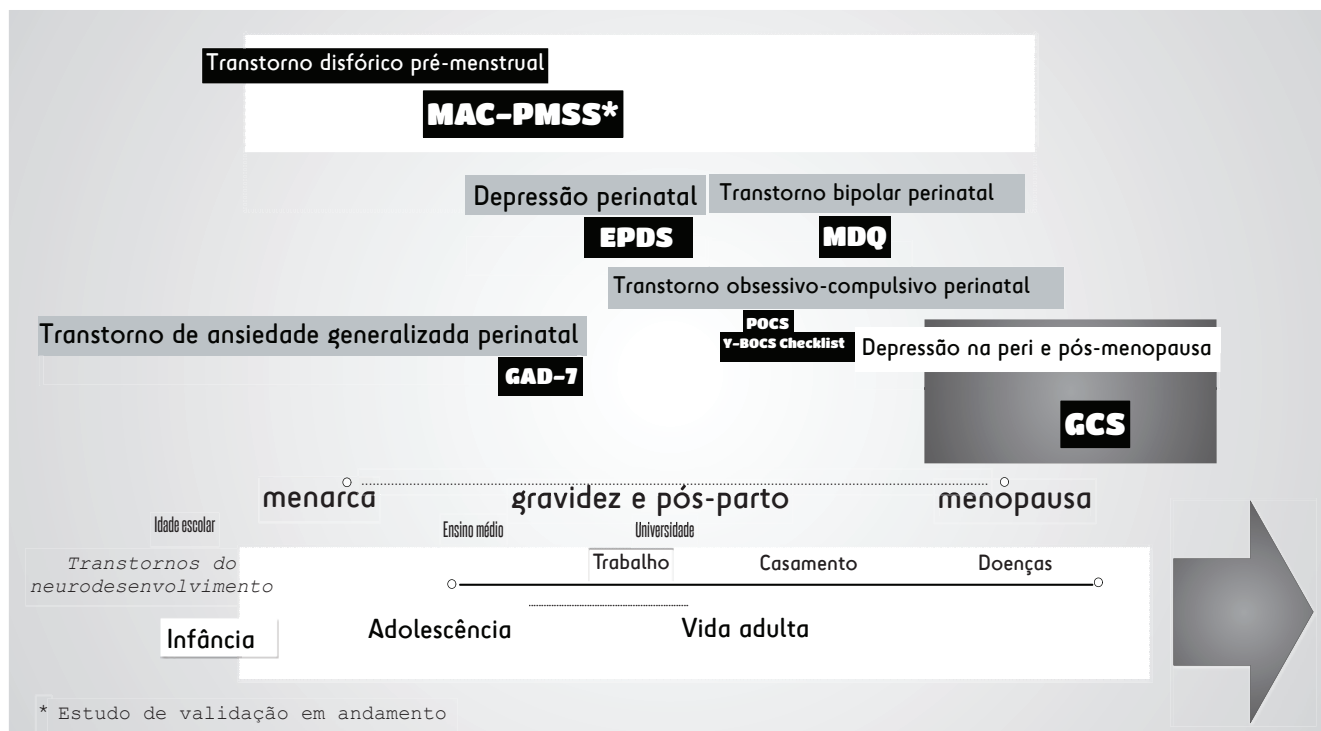 Transtorno disfórico pré-menstrual
MAC-PMSS*
Depressão perinatal
Transtorno bipolar perinatal
EPDS
MDQ
Transtorno obsessivo-compulsivo perinatal
Transtorno de ansiedade generalizada perinatal
POCS
Y-BOCS Checklist
Depressão na peri e pós-menopausa
GAD-7
GCS
menarca
gravidez e pós-parto
menopausa
Idade escolar
Ensino médio
Universidade
Transtornos do
neurodesenvolvimento
Trabalho
Casamento
Doenças
Infância
Adolescência
Vida adulta
* Estudo de validação em andamento